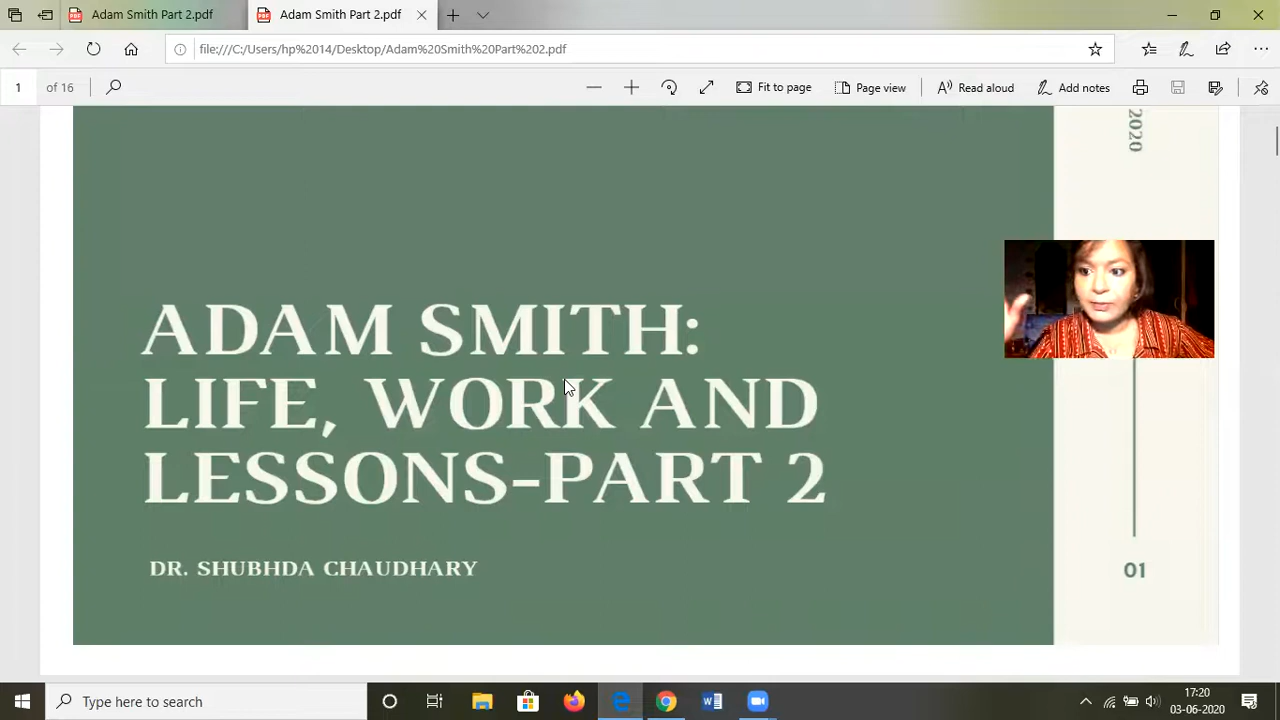 Adam Smith Part 2.pdf
Adam Smith Part 2.pdf
file:///C:/Users/hp%2014/Desktop/Adam%20Smith%20Part%202.pdf
1 of 16
Fit to page
Page view
Read aloud
Add notes
2020
ADAM SMITH:
LIFE, WORK AND
LESSONS-PART 2
DR. SHUBHDA CHAUDHARY
01
Type here to search
17:20
03-06-2020